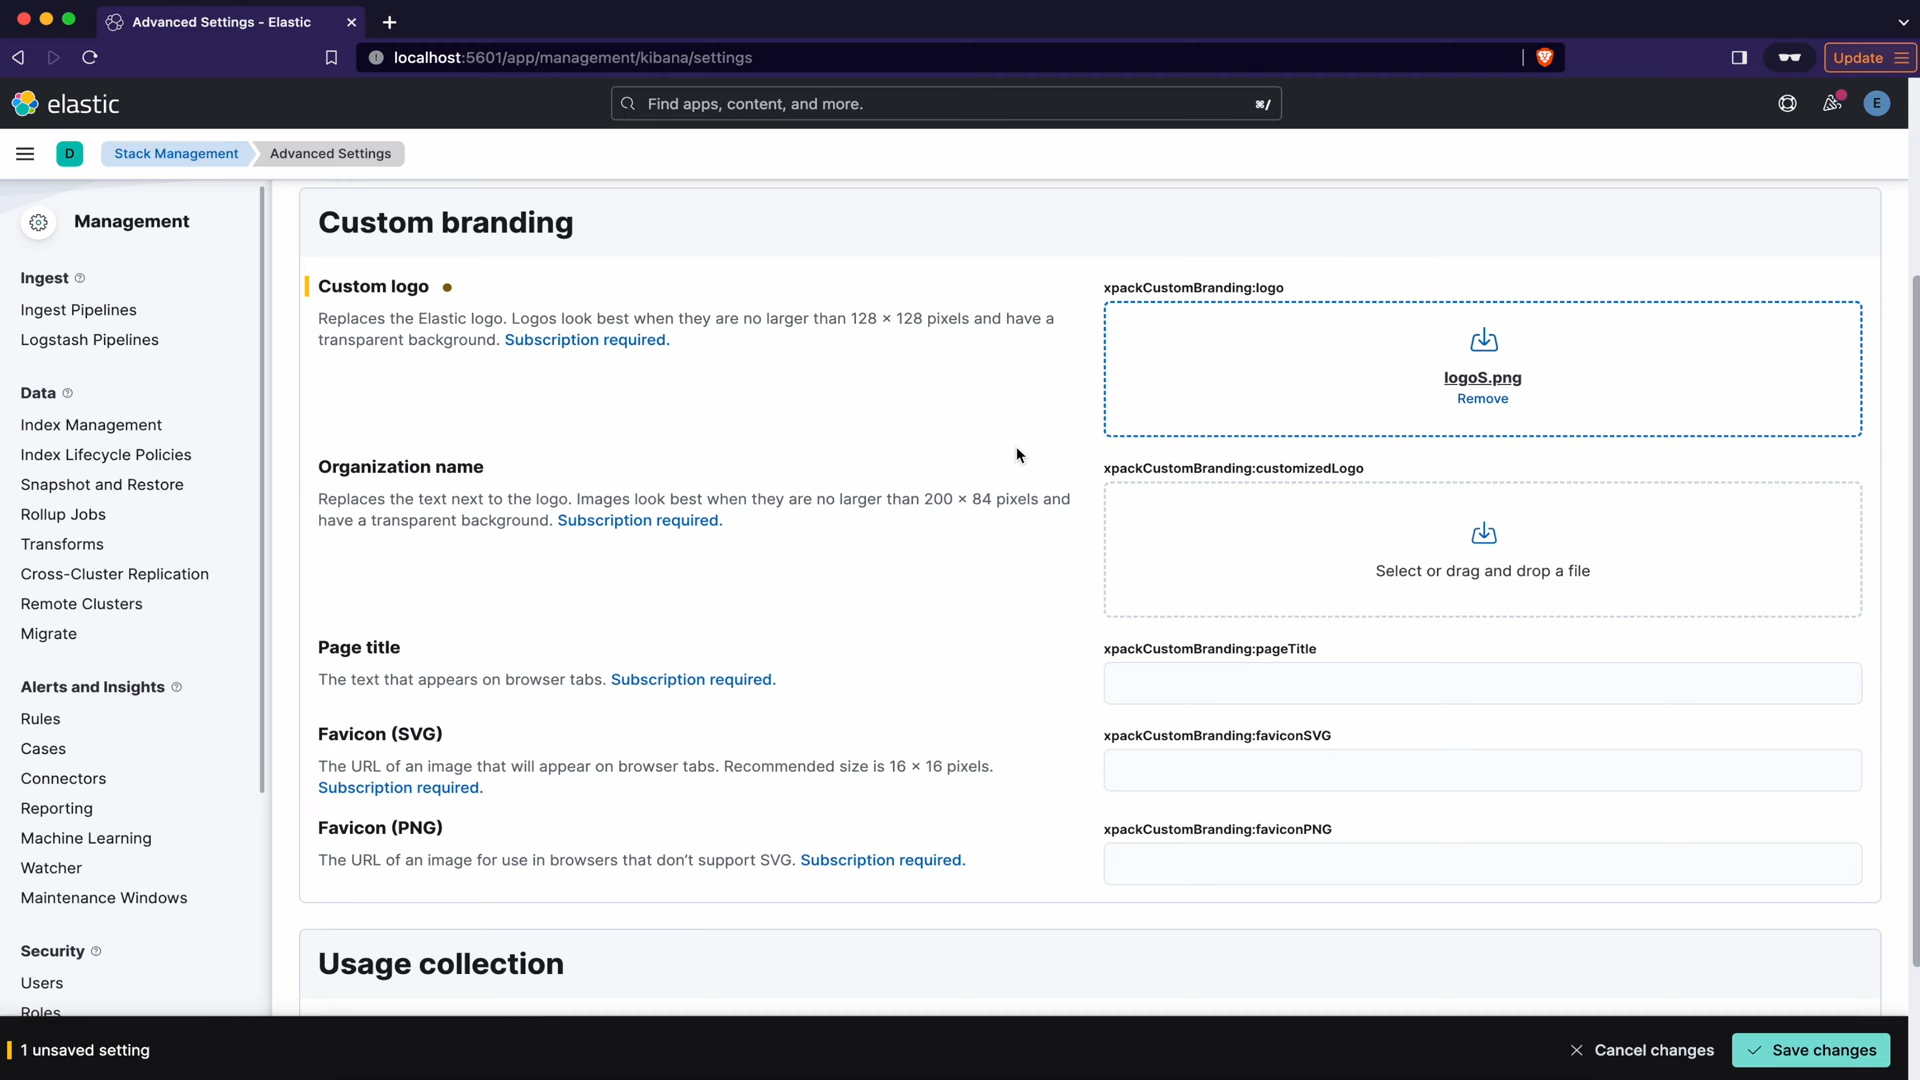 Advanced Settings - Elastic
localhost:5601/app/management/kibana/settings
Update
elastic
Find apps, content, and more.
⌘/
E
D
Stack Management
Advanced Settings
Management
Ingest
Ingest Pipelines
Logstash Pipelines
Data
Index Management
Index Lifecycle Policies
Snapshot and Restore
Rollup Jobs
Transforms
Cross-Cluster Replication
Remote Clusters
Migrate
Alerts and Insights
Rules
Cases
Connectors
Reporting
Machine Learning
Watcher
Maintenance Windows
Security
Users
Roles
Custom branding
Custom logo
Replaces the Elastic logo. Logos look best when they are no larger than 128 × 128 pixels and have a
transparent background. Subscription required.
xpackCustomBranding:logo
logoS.png
Remove
Organization name
Replaces the text next to the logo. Images look best when they are no larger than 200 × 84 pixels and
have a transparent background. Subscription required.
xpackCustomBranding:customizedLogo
Select or drag and drop a file
Page title
The text that appears on browser tabs. Subscription required.
xpackCustomBranding:pageTitle
Favicon (SVG)
The URL of an image that will appear on browser tabs. Recommended size is 16 × 16 pixels.
Subscription required.
xpackCustomBranding:faviconSVG
Favicon (PNG)
The URL of an image for use in browsers that don’t support SVG. Subscription required.
xpackCustomBranding:faviconPNG
Usage collection
1 unsaved setting
Cancel changes
Save changes